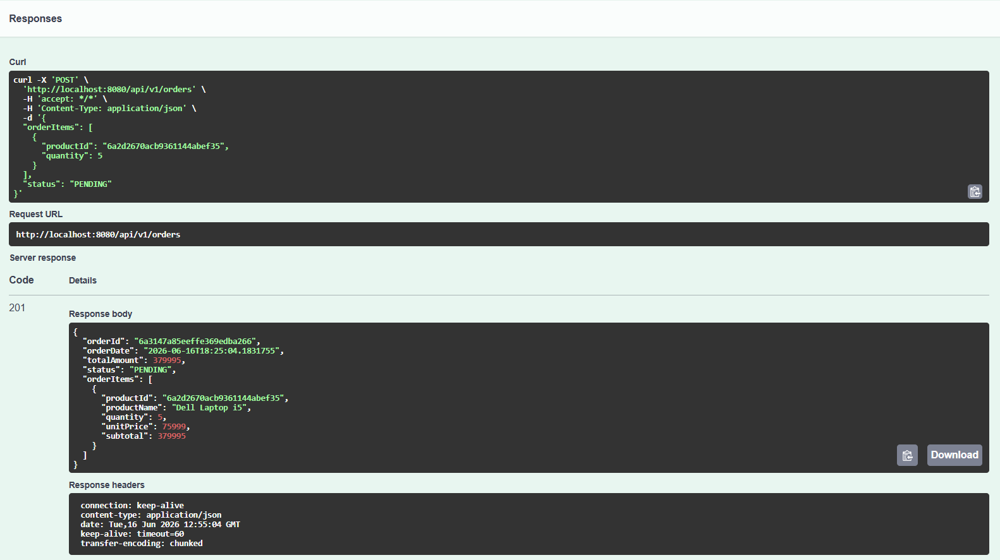 Responses
Curl
curl -X 'POST' \
  'http://localhost:8080/api/v1/orders' \
  -H 'accept: */*' \
  -H 'Content-Type: application/json' \
  -d '{
  "orderItems": [
    {
      "productId": "6a2d2670acb9361144abef35",
      "quantity": 5
    }
  ],
  "status": "PENDING"
}'
Request URL
http://localhost:8080/api/v1/orders
Server response
Code Details
201
Response body
{
  "orderId": "6a3147a85eeffe369edba266",
  "orderDate": "2026-06-16T18:25:04.1831755",
  "totalAmount": 379995,
  "status": "PENDING",
  "orderItems": [
    {
      "productId": "6a2d2670acb9361144abef35",
      "productName": "Dell Laptop i5",
      "quantity": 5,
      "unitPrice": 75999,
      "subtotal": 379995
    }
  ]
}
Download
Response headers
connection: keep-alive
content-type: application/json
date: Tue,16 Jun 2026 12:55:04 GMT
keep-alive: timeout=60
transfer-encoding: chunked